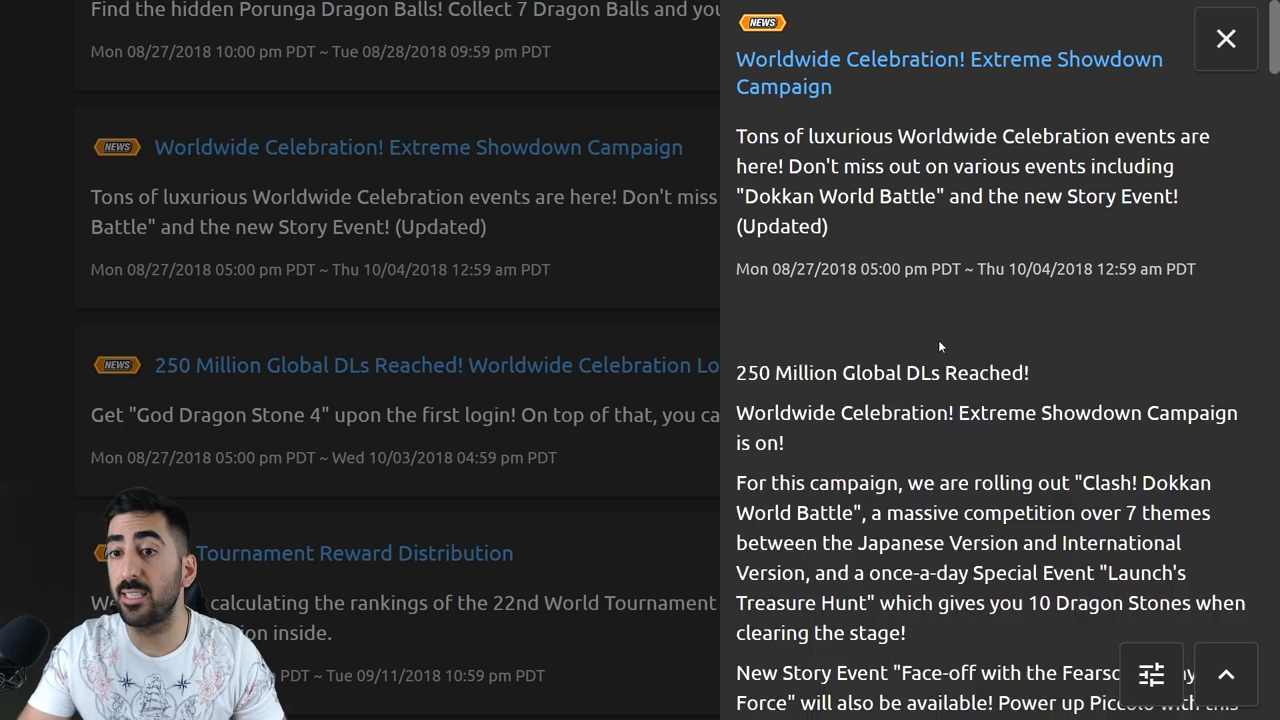 Find the hidden Porunga Dragon Balls! Collect 7 Dragon Balls and you
Mon 08/27/2018 10:00 pm PDT ~ Tue 08/28/2018 09:59 pm PDT
NEWS
Worldwide Celebration! Extreme Showdown Campaign
Tons of luxurious Worldwide Celebration events are here! Don't miss
Battle" and the new Story Event! (Updated)
Mon 08/27/2018 05:00 pm PDT ~ Thu 10/04/2018 12:59 am PDT
NEWS
250 Million Global DLs Reached! Worldwide Celebration Lo
Get "God Dragon Stone 4" upon the first login! On top of that, you ca
Mon 08/27/2018 05:00 pm PDT ~ Wed 10/03/2018 04:59 pm PDT
Tournament Reward Distribution
calculating the rankings of the 22nd World Tournament
inside.
PDT ~ Tue 09/11/2018 10:59 pm PDT
NEWS
Worldwide Celebration! Extreme Showdown
Campaign
Tons of luxurious Worldwide Celebration events are
here! Don't miss out on various events including
"Dokkan World Battle" and the new Story Event!
(Updated)
Mon 08/27/2018 05:00 pm PDT ~ Thu 10/04/2018 12:59 am PDT
250 Million Global DLs Reached!
Worldwide Celebration! Extreme Showdown Campaign
is on!
For this campaign, we are rolling out "Clash! Dokkan
World Battle", a massive competition over 7 themes
between the Japanese Version and International
Version, and a once-a-day Special Event "Launch's
Treasure Hunt" which gives you 10 Dragon Stones when
clearing the stage!
New Story Event "Face-off with the
Force" will also be available! Power up with this